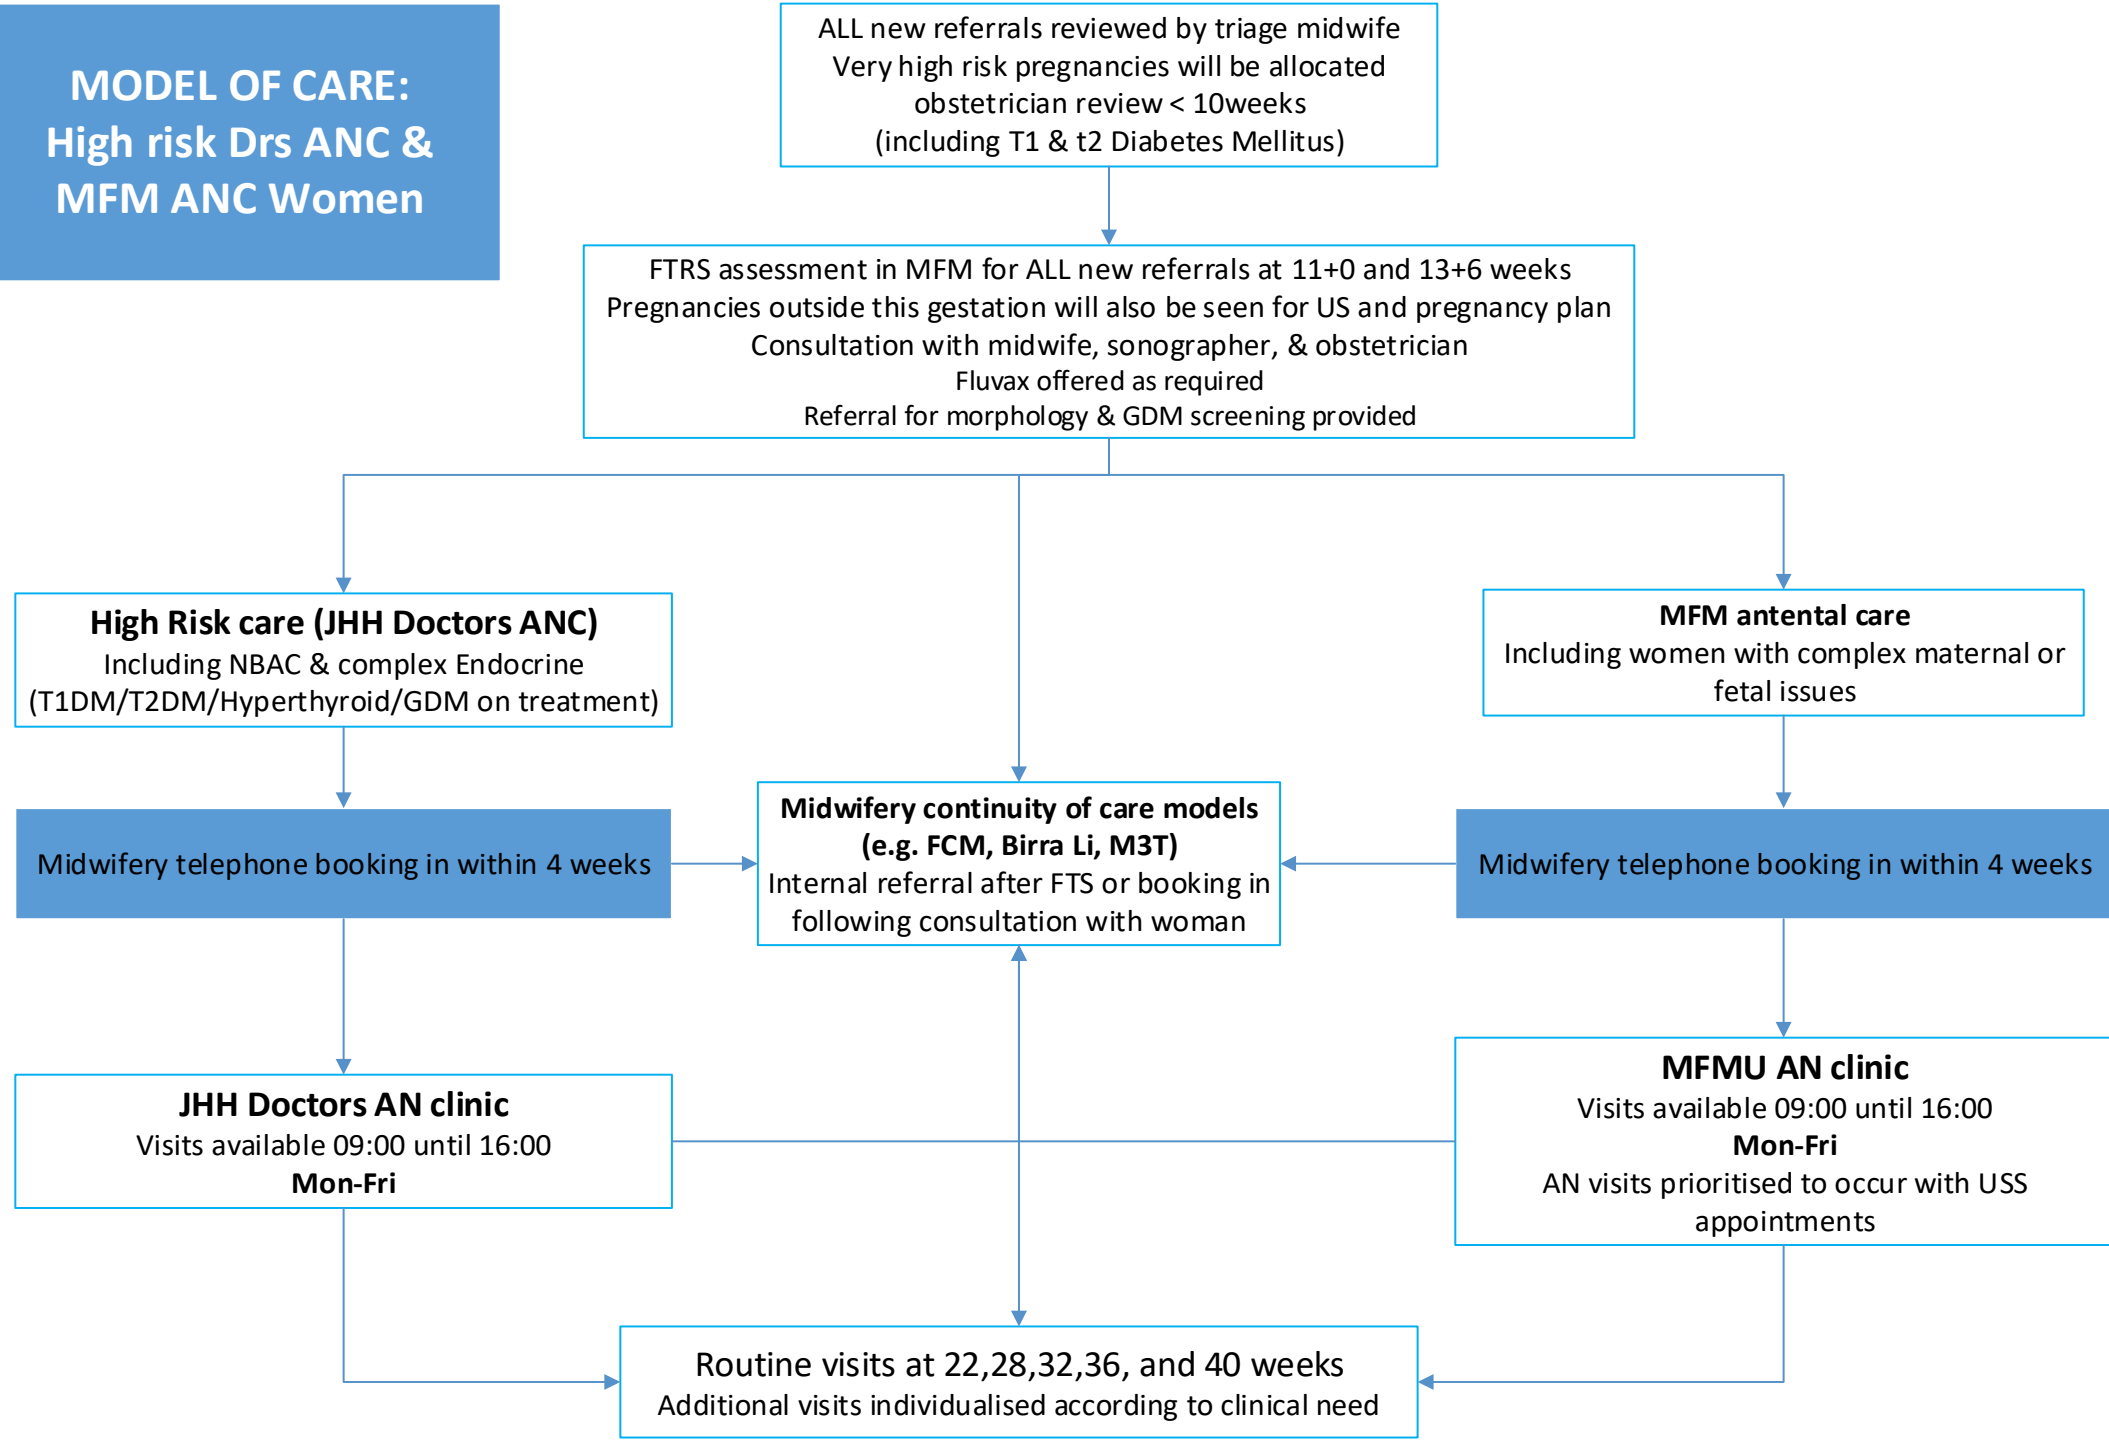 MODEL OF CARE:
High risk Drs ANC &
MFM ANC Women
ALL new referrals reviewed by triage midwife
Very high risk pregnancies will be allocated
obstetrician review < 10weeks
(including T1 & t2 Diabetes Mellitus)
FTRS assessment in MFM for ALL new referrals at 11+0 and 13+6 weeks
Pregnancies outside this gestation will also be seen for US and pregnancy plan
Consultation with midwife, sonographer, & obstetrician
Fluvax offered as required
Referral for morphology & GDM screening provided
High Risk care (JHH Doctors ANC)
Including NBAC & complex Endocrine
(T1DM/T2DM/Hyperthyroid/GDM on treatment)
MFM antental care
Including women with complex maternal or
fetal issues
Midwifery telephone booking in within 4 weeks
Midwifery continuity of care models
(e.g. FCM, Birra Li, M3T)
Internal referral after FTS or booking in
following consultation with woman
Midwifery telephone booking in within 4 weeks
JHH Doctors AN clinic
Visits available 09:00 until 16:00
Mon-Fri
MFMU AN clinic
Visits available 09:00 until 16:00
Mon-Fri
AN visits prioritised to occur with USS
appointments
Routine visits at 22,28,32,36, and 40 weeks
Additional visits individualised according to clinical need